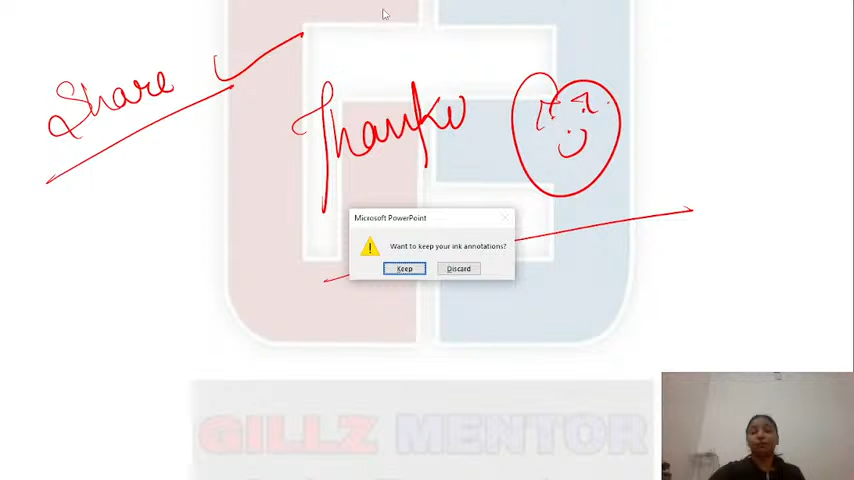 Share
Thanku
Microsoft PowerPoint
Want to keep your ink annotations?
Keep
Discard
GILLZ MENTOR